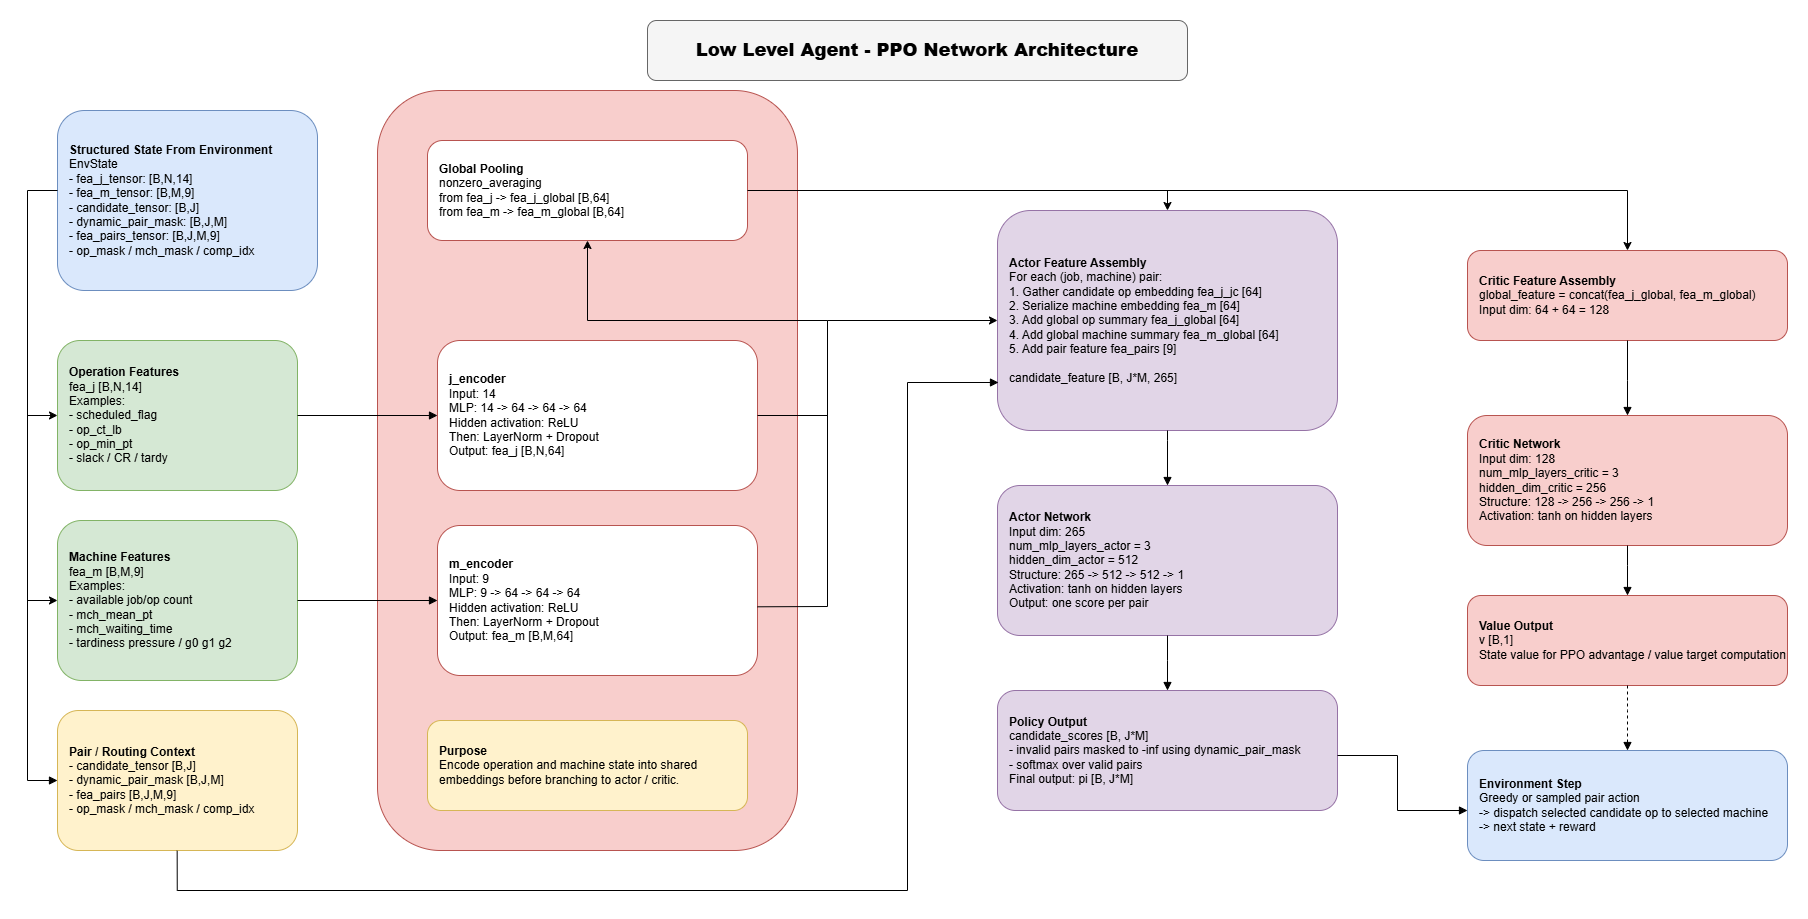 Low Level Agent - PPO Network Architecture
Structured State From Environment
EnvState
- fea_j_tensor: [B,N,14]
- fea_m_tensor: [B,M,9]
- candidate_tensor: [B,J]
- dynamic_pair_mask: [B,J,M]
- fea_pairs_tensor: [B,J,M,9]
- op_mask / mch_mask / comp_idx
Operation Features
fea_j [B,N,14]
Examples:
- scheduled_flag
- op_ct_lb
- op_min_pt
- slack / CR / tardy
Machine Features
fea_m [B,M,9]
Examples:
- available job/op count
- mch_mean_pt
- mch_waiting_time
- tardiness pressure / g0 g1 g2
Pair / Routing Context
- candidate_tensor [B,J]
- dynamic_pair_mask [B,J,M]
- fea_pairs [B,J,M,9]
- op_mask / mch_mask / comp_idx
Global Pooling
nonzero_averaging
from fea_j -> fea_j_global [B,64]
from fea_m -> fea_m_global [B,64]
j_encoder
Input: 14
MLP: 14 -> 64 -> 64 -> 64
Hidden activation: ReLU
Then: LayerNorm + Dropout
Output: fea_j [B,N,64]
m_encoder
Input: 9
MLP: 9 -> 64 -> 64 -> 64
Hidden activation: ReLU
Then: LayerNorm + Dropout
Output: fea_m [B,M,64]
Purpose
Encode operation and machine state into shared
embeddings before branching to actor / critic.
Actor Feature Assembly
For each (job, machine) pair:
1. Gather candidate op embedding fea_j_jc [64]
2. Serialize machine embedding fea_m [64]
3. Add global op summary fea_j_global [64]
4. Add global machine summary fea_m_global [64]
5. Add pair feature fea_pairs [9]
candidate_feature [B, J*M, 265]
Actor Network
Input dim: 265
num_mlp_layers_actor = 3
hidden_dim_actor = 512
Structure: 265 -> 512 -> 512 -> 1
Activation: tanh on hidden layers
Output: one score per pair
Policy Output
candidate_scores [B, J*M]
- invalid pairs masked to -inf using dynamic_pair_mask
- softmax over valid pairs
Final output: pi [B, J*M]
Critic Feature Assembly
global_feature = concat(fea_j_global, fea_m_global)
Input dim: 64 + 64 = 128
Critic Network
Input dim: 128
num_mlp_layers_critic = 3
hidden_dim_critic = 256
Structure: 128 -> 256 -> 256 -> 1
Activation: tanh on hidden layers
Value Output
v [B,1]
State value for PPO advantage / value target computation
Environment Step
Greedy or sampled pair action
-> dispatch selected candidate op to selected machine
-> next state + reward